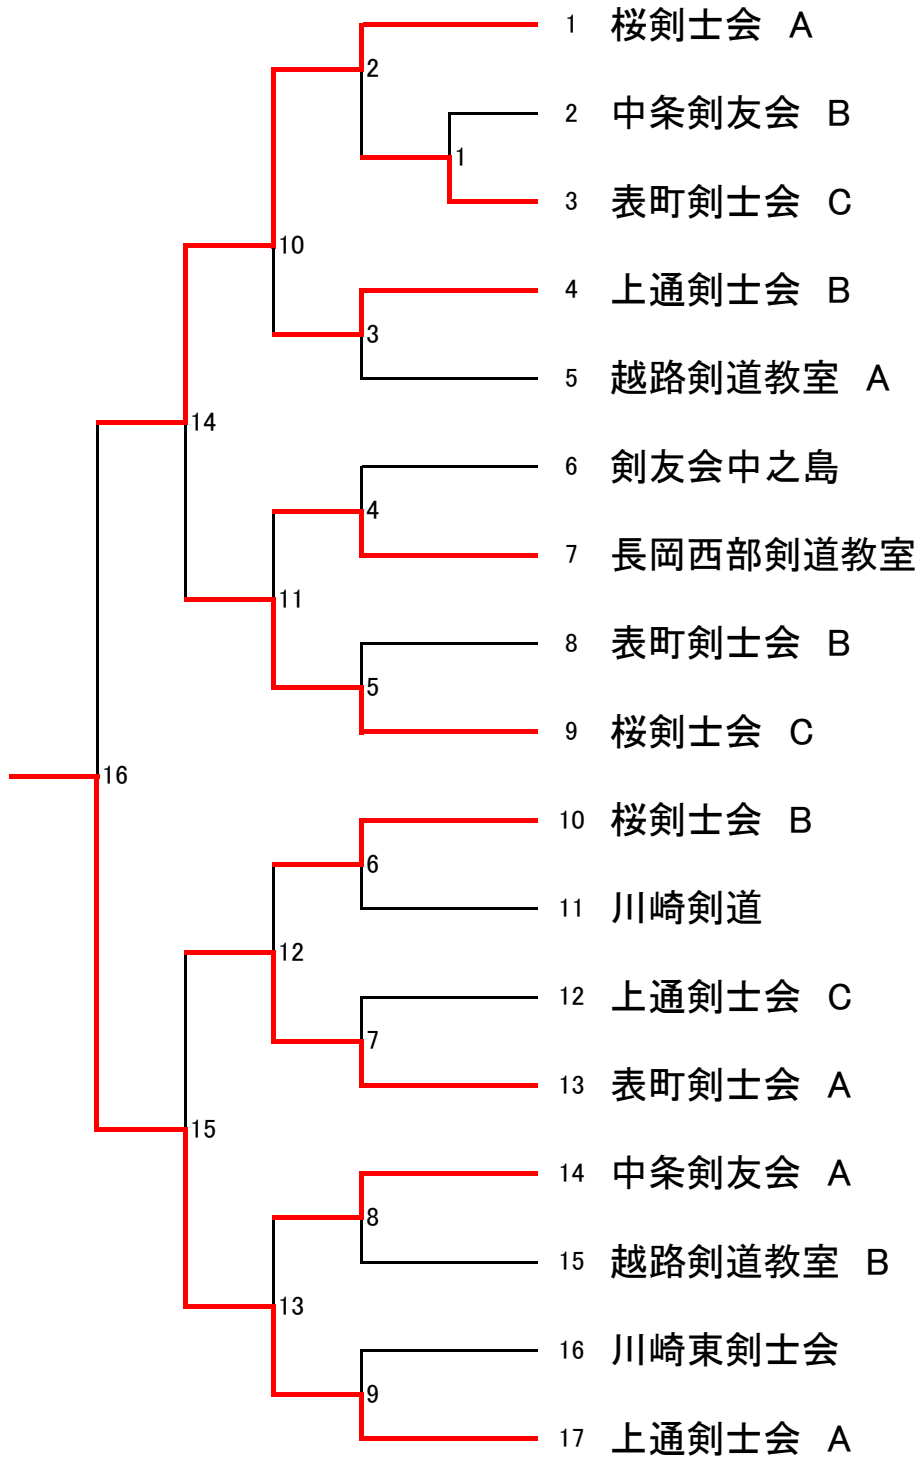 1 桜剣士会 A
2
2 中条剣友会 B
1
3 表町剣士会 C
10
4 上通剣士会 B
3
5 越路剣道教室 A
14
6 剣友会中之島
4
7 長岡西部剣道教室
11
8 表町剣士会 B
5
9 桜剣士会 C
16
10 桜剣士会 B
6
11 川崎剣道
12
12 上通剣士会 C
7
13 表町剣士会 A
15
14 中条剣友会 A
8
15 越路剣道教室 B
13
16 川崎東剣士会
9
17 上通剣士会 A